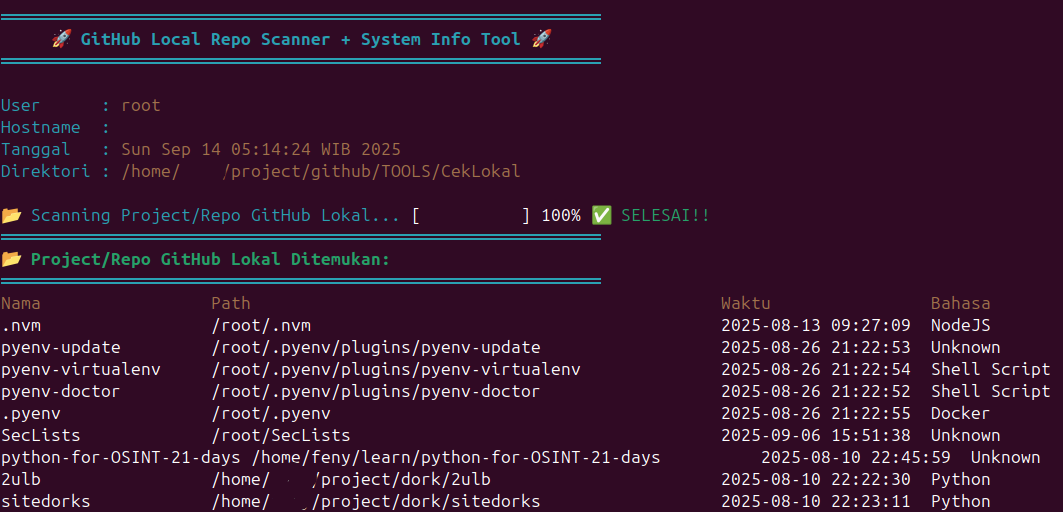 🚀 GitHub Local Repo Scanner + System Info Tool 🚀
User : root
Hostname :
Tanggal : Sun Sep 14 05:14:24 WIB 2025
Direktori : /home/ /project/github/TOOLS/CekLokal
📂 Scanning Project/Repo GitHub Lokal... [ ] 100% ✅ SELESAI!!
📂 Project/Repo GitHub Lokal Ditemukan:
Nama Path Waktu Bahasa
.nvm /root/.nvm 2025-08-13 09:27:09 NodeJS
pyenv-update /root/.pyenv/plugins/pyenv-update 2025-08-26 21:22:53 Unknown
pyenv-virtualenv /root/.pyenv/plugins/pyenv-virtualenv 2025-08-26 21:22:54 Shell Script
pyenv-doctor /root/.pyenv/plugins/pyenv-doctor 2025-08-26 21:22:52 Shell Script
.pyenv /root/.pyenv 2025-08-26 21:22:55 Docker
SecLists /root/SecLists 2025-09-06 15:51:38 Unknown
python-for-OSINT-21-days /home/feny/learn/python-for-OSINT-21-days 2025-08-10 22:45:59 Unknown
2ulb /home/ /project/dork/2ulb 2025-08-10 22:22:30 Python
sitedorks /home/ /project/dork/sitedorks 2025-08-10 22:23:11 Python